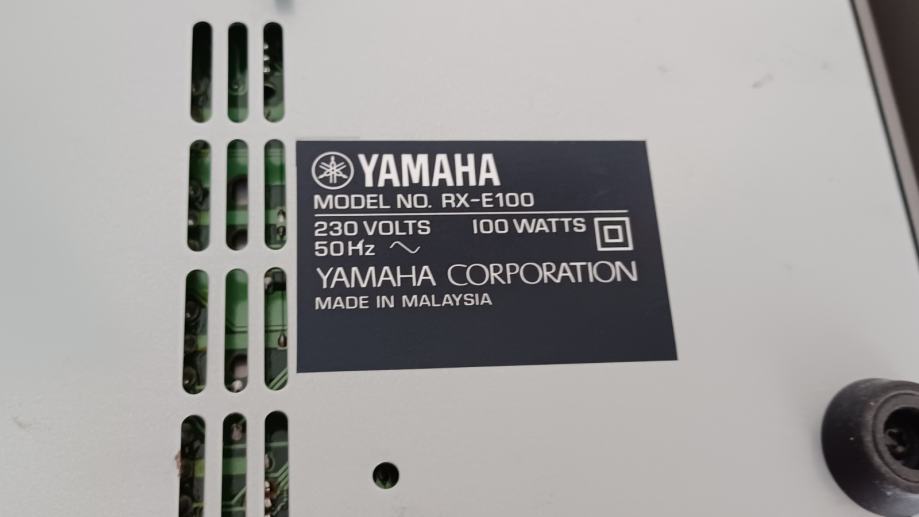 YAMAHA
MODEL NO. RX-E100
230 VOLTS 100 WATTS
50Hz
YAMAHA CORPORATION
MADE IN MALAYSIA